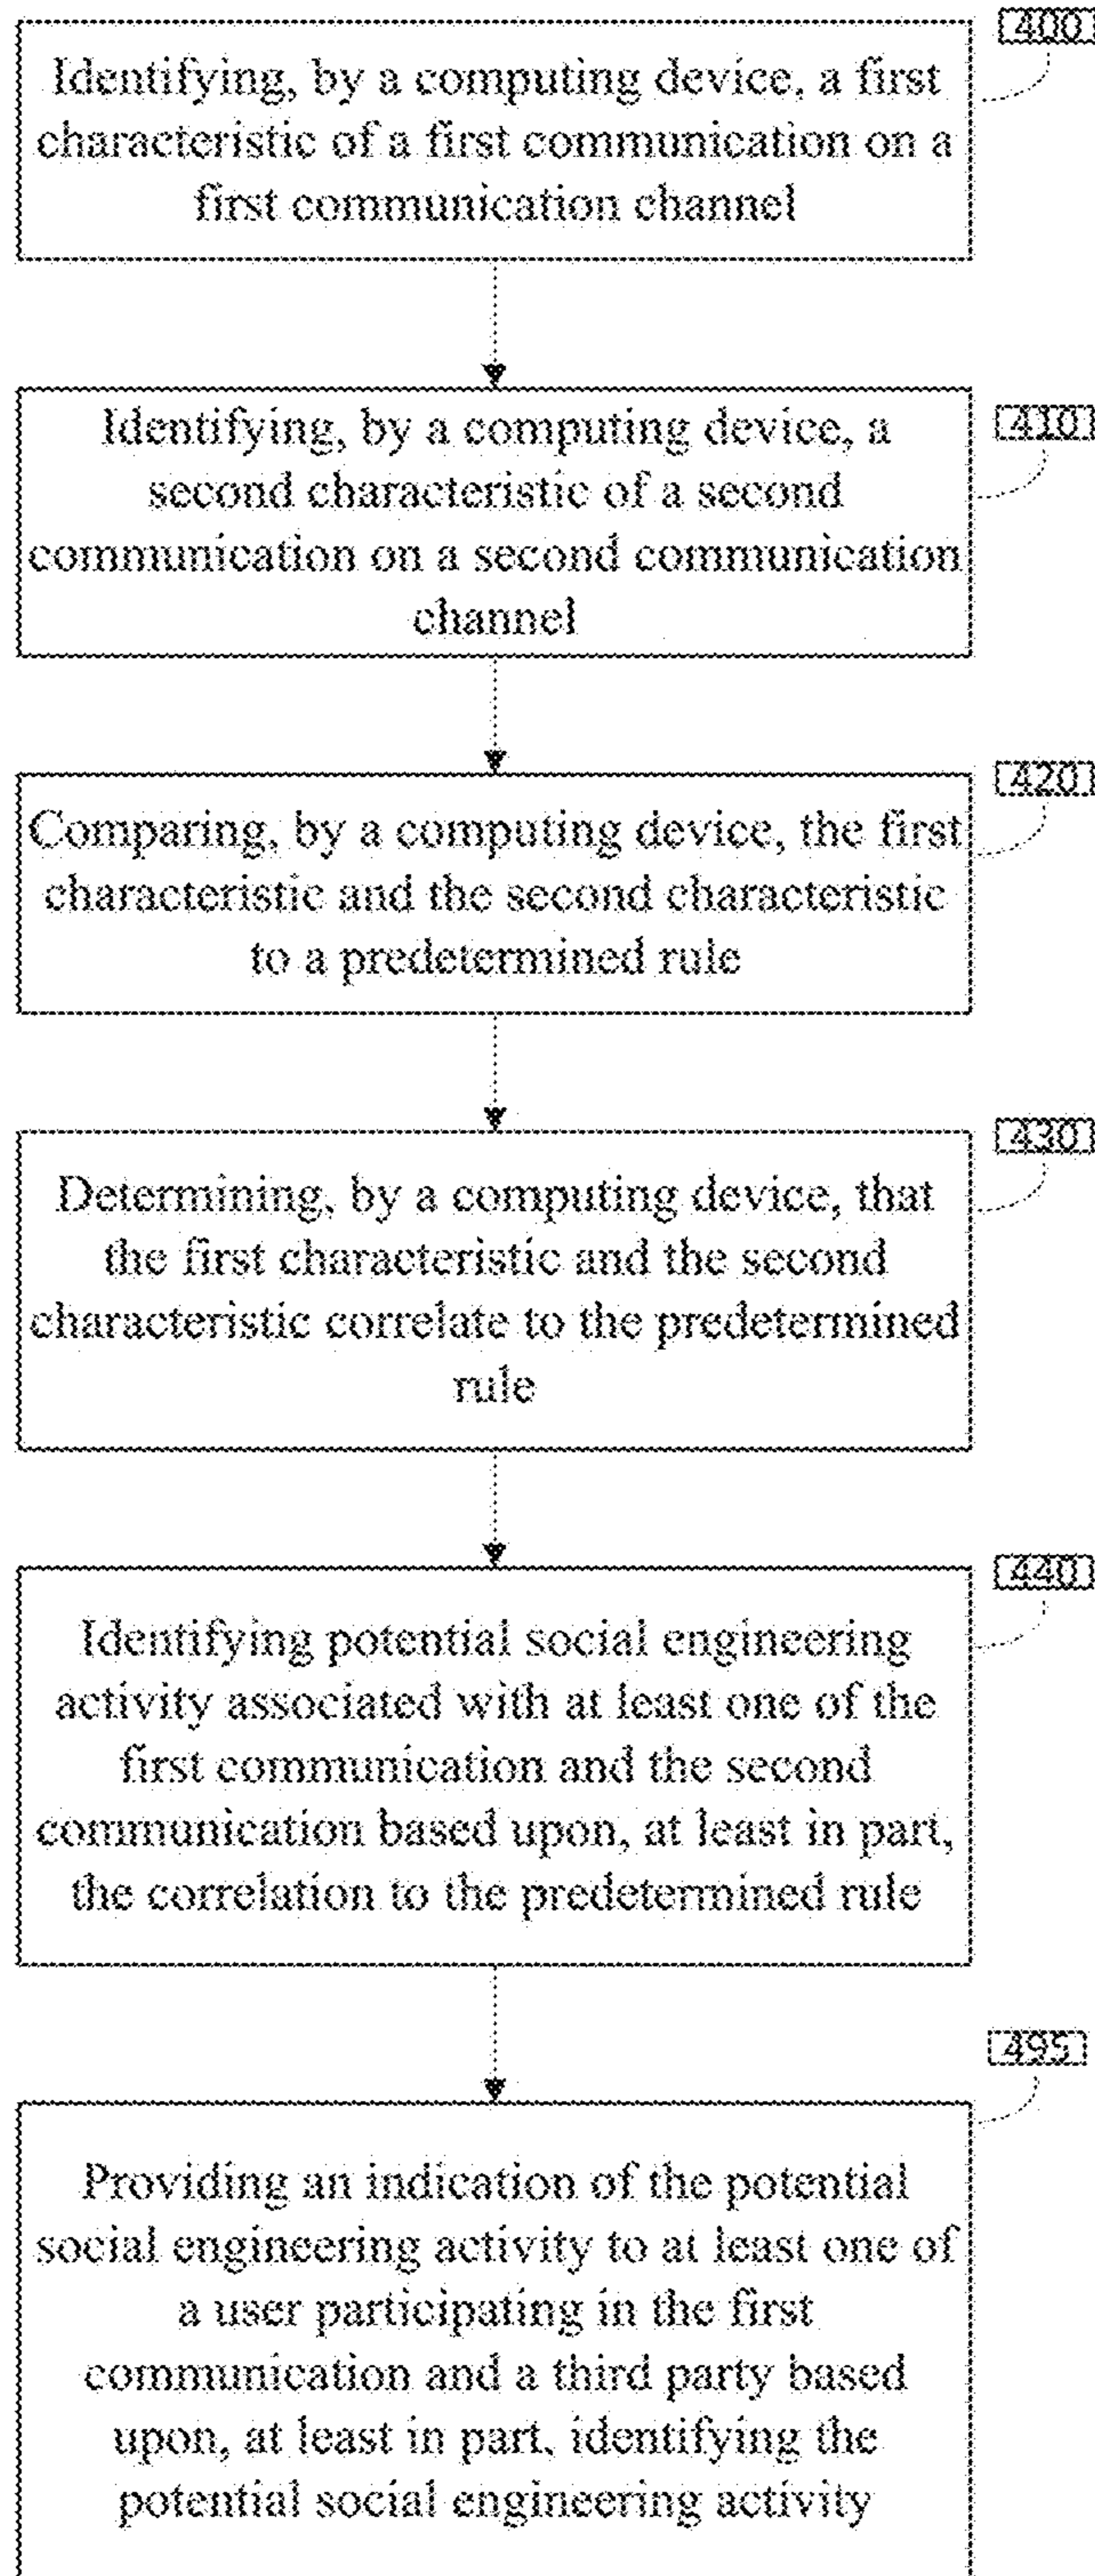 400
Identifying, by a computing device, a first
characteristic of a first communication on a
first communication channel
410
Identifying, by a computing device, a
second characteristic of a second
communication on a second communication
channel
420
Comparing, by a computing device, the first
characteristic and the second characteristic
to a predetermined rule
430
Determining, by a computing device, that
the first characteristic and the second
characteristic correlate to the predetermined
rule
440
Identifying potential social engineering
activity associated with at least one of the
first communication and the second
communication based upon, at least in part,
the correlation to the predetermined rule
495
Providing an indication of the potential
social engineering activity to at least one of
a user participating in the first
communication and a third party based
upon, at least in part, identifying the
potential social engineering activity